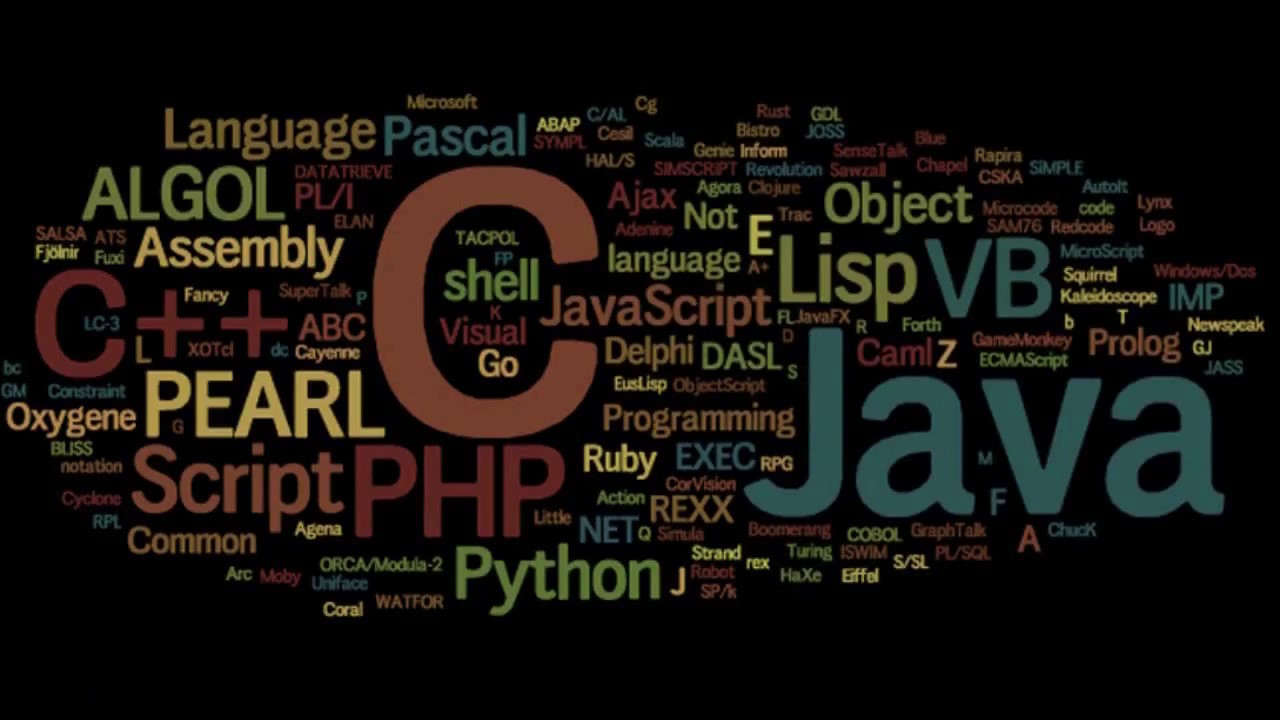 Microsoft
Cg
Language
Pascal
ABAP
C/AL
SYMPL
Cesil
Scala
HAL/S
Rust
GDL
Bistro
JOSS
Genie
Inform
SenseTalk
Blue
SIMSCRIPT
Revolution
Sawzall
Chapel
Rapira
CSKA
SiMPLE
ALGOL
DATATRIEVE
PL/I
ELAN
C
Ajax
Agora
Clojure
Not
Adenine
E
Trac
A+
Object
Microcode
SAM76
AutoIt
code
Redcode
Lynx
Logo
SALSA
ATS
Fjölnir
Fuxi
Assembly
TACPOL
FP
shell
K
Visual
Go
language
Lisp
VB
MicroScript
Squirrel
Windows/Dos
Kaleidoscope
IMP
C++
LC-3
Fancy
SuperTalk
P
L
XOTcl
dc
ABC
Cayenne
JavaScript
FL
JavaFX
R
D
Forth
b
T
Newspeak
GameMonkey
Prolog
GJ
ECMAScript
JASS
Delphi
DASL
S
Caml
Z
bc
GM
Constraint
Oxygene
PEARL
G
EusLisp
ObjectScript
Programming
Java
M
F
BLISS
notation
Script
PHP
Ruby
EXEC
RPG
CorVision
Cyclone
RPL
Action
REXX
Common
Agena
Little
NET
Q
Simula
Boomerang
COBOL
GraphTalk
A
ChucK
Arc
Moby
ORCA/Modula-2
Uniface
Python
J
Strand
Robot
SP/k
rex
Turing
ISWIM
PL/SQL
HaXe
Eiffel
S/SL
Coral
WATFOR